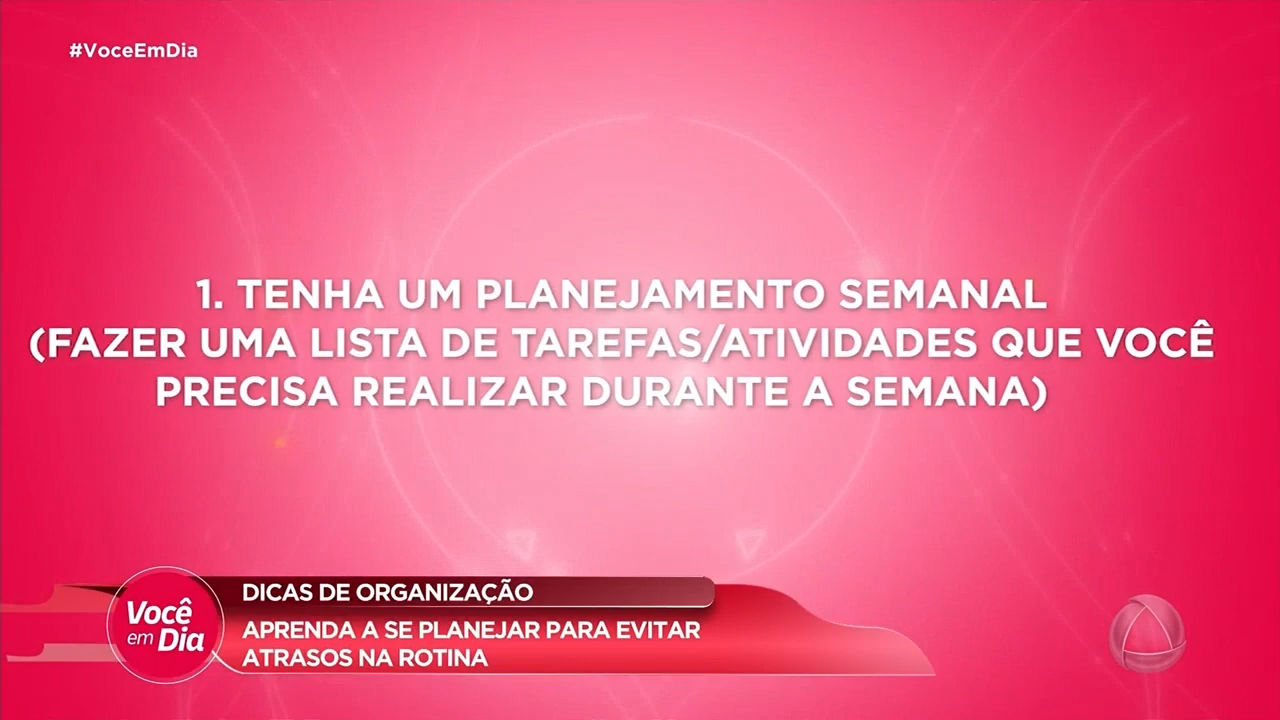 #VoceEmDia
1. TENHA UM PLANEJAMENTO SEMANAL
(FAZER UMA LISTA DE TAREFAS/ATIVIDADES QUE VOCÊ
PRECISA REALIZAR DURANTE A SEMANA)
Você
em Dia
DICAS DE ORGANIZAÇÃO
APRENDA A SE PLANEJAR PARA EVITAR
ATRASOS NA ROTINA